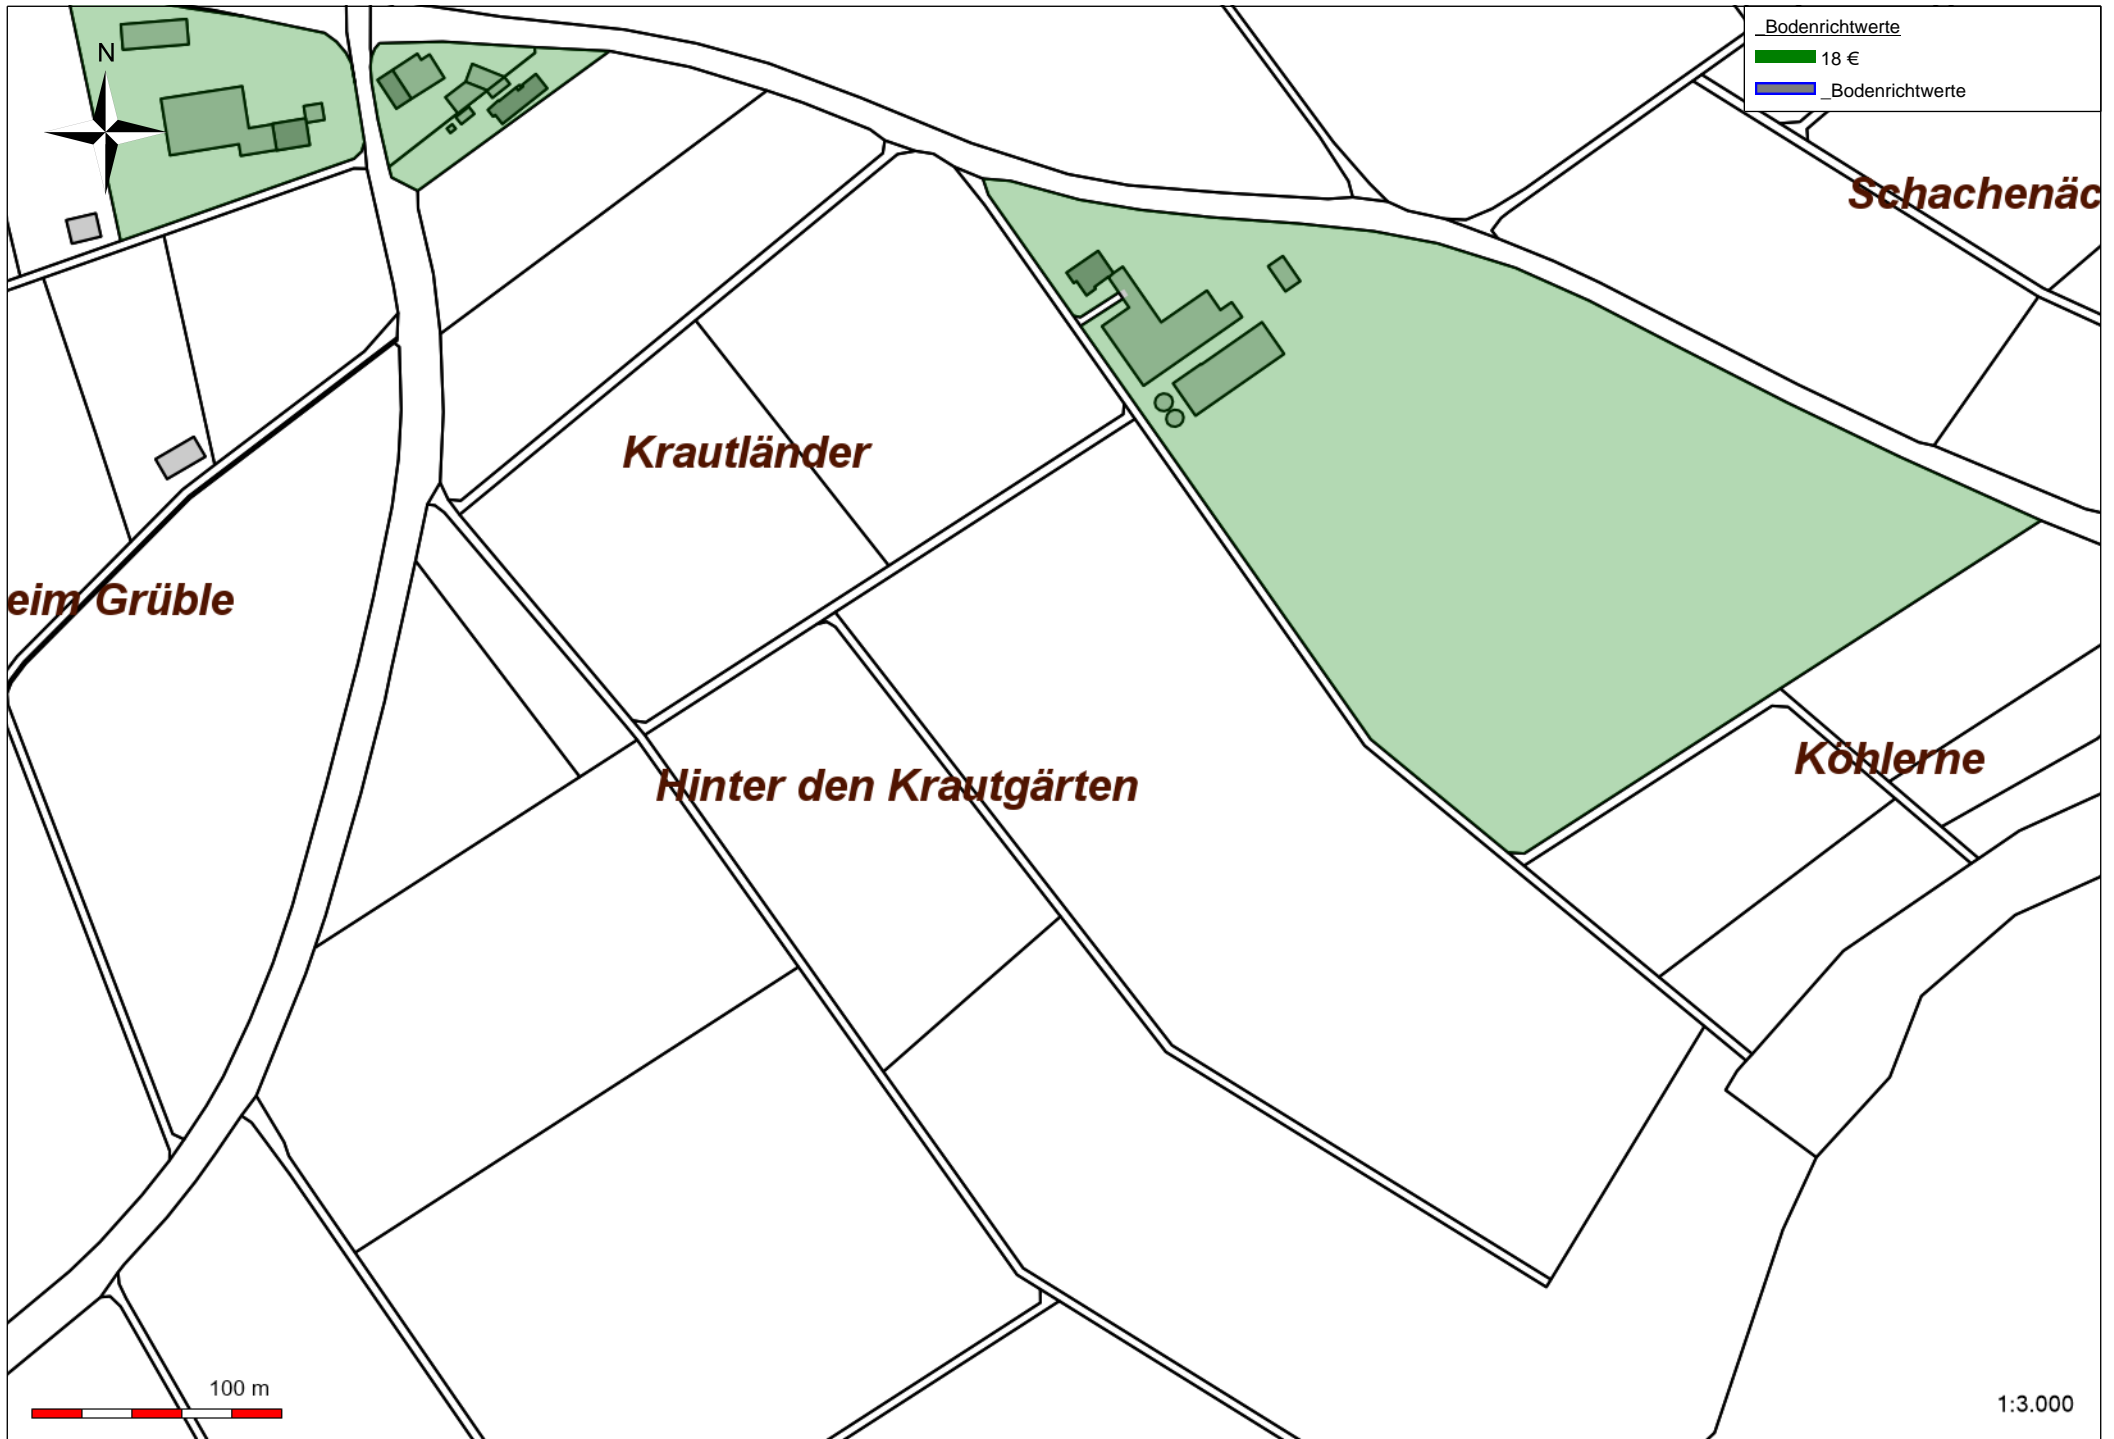 _Bodenrichtwerte
18 €
_Bodenrichtwerte
N
Schachenäc
Krautländer
eim Grüble
Köhlerne
Hinter den Krautgärten
100 m
1:3.000